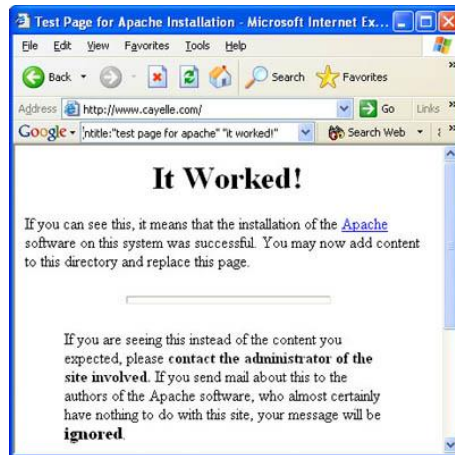 Test Page for Apache Installation - Microsoft Internet Ex...
File Edit View Favorites Tools Help
Back Search Favorites
Address http://www.cayelle.com/ Go Links »
Google ntitle:"test page for apache" "it worked!" Search Web »
It Worked!
If you can see this, it means that the installation of the Apache
software on this system was successful. You may now add content
to this directory and replace this page.
If you are seeing this instead of the content you
expected, please contact the administrator of the
site involved. If you send mail about this to the
authors of the Apache software, who almost certainly
have nothing to do with this site, your message will be
ignored.